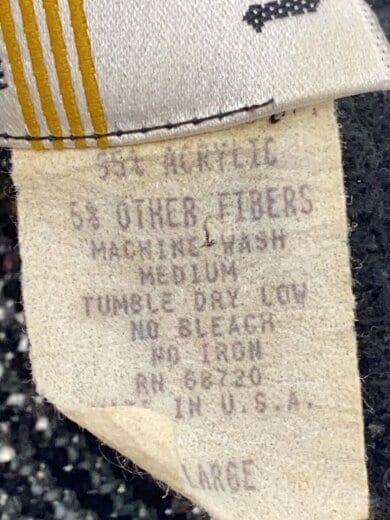 95% ACRYLIC
5% OTHER FIBERS
MACHINE WASH
MEDIUM
TUMBLE DRY LOW
NO BLEACH
NO IRON
RN 68720
MADE IN U.S.A.
LARGE